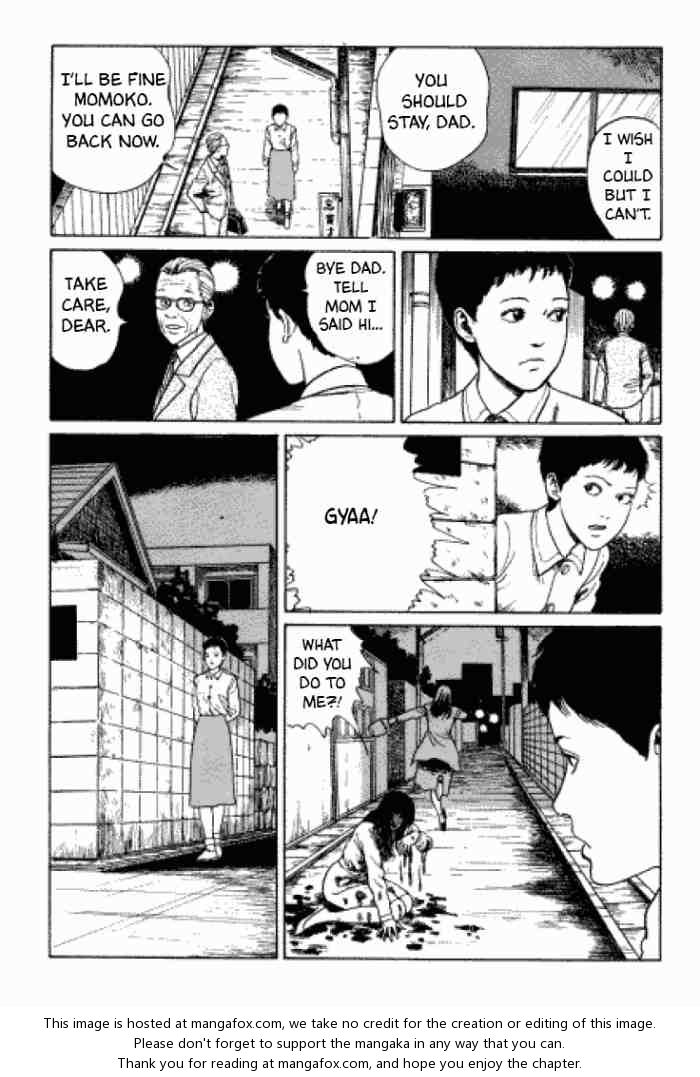 I'LL BE FINE
MOMOKO.
YOU CAN GO
BACK NOW.
YOU
SHOULD
STAY, DAD.
I WISH
I
COULD
BUT I
CAN'T.
TAKE
CARE,
DEAR.
BYE DAD.
TELL
MOM I
SAID HI...
GYAA!
WHAT
DID YOU
DO TO
ME?!
This image is hosted at mangafox.com, we take no credit for the creation or editing of this image.
Please don't forget to support the mangaka in any way that you can.
Thank you for reading at mangafox.com, and hope you enjoy the chapter.